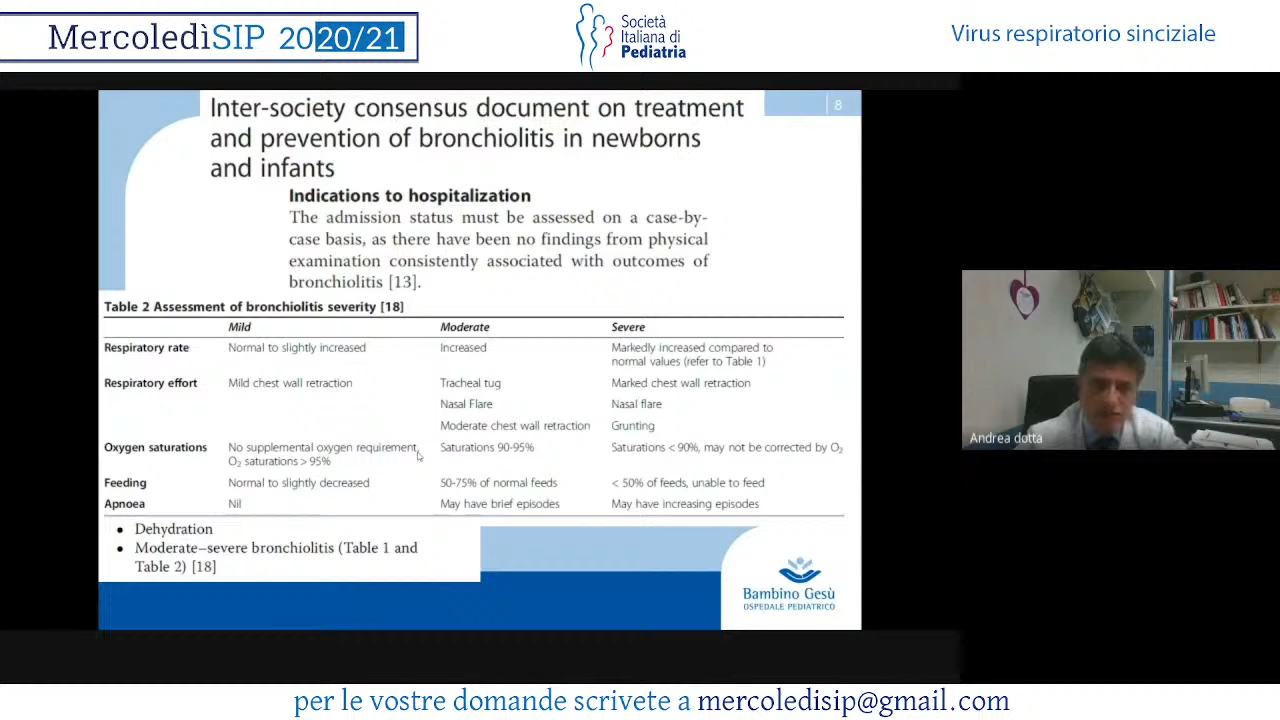 MercoledìSIP 2020/21
Società
Italiana di
Pediatria
Virus respiratorio sinciziale
8
Inter-society consensus document on treatment
and prevention of bronchiolitis in newborns
and infants
Indications to hospitalization
The admission status must be assessed on a case-by-
case basis, as there have been no findings from physical
examination consistently associated with outcomes of
bronchiolitis [13].
Table 2 Assessment of bronchiolitis severity [18]
Mild Moderate Severe
Respiratory rate Normal to slightly increased Increased Markedly increased compared to
normal values (refer to Table 1)
Respiratory effort Mild chest wall retraction Tracheal tug Marked chest wall retraction
Nasal Flare Nasal flare
Moderate chest wall retraction Grunting
Oxygen saturations No supplemental oxygen requirement, Saturations 90-95% Saturations < 90%, may not be corrected by O₂
O₂ saturations > 95%
Feeding Normal to slightly decreased 50-75% of normal feeds < 50% of feeds, unable to feed
Apnoea Nil May have brief episodes May have increasing episodes
• Dehydration
• Moderate–severe bronchiolitis (Table 1 and
Table 2) [18]
Bambino Gesù
OSPEDALE PEDIATRICO
Andrea dotta
per le vostre domande scrivete a mercoledisip@gmail.com